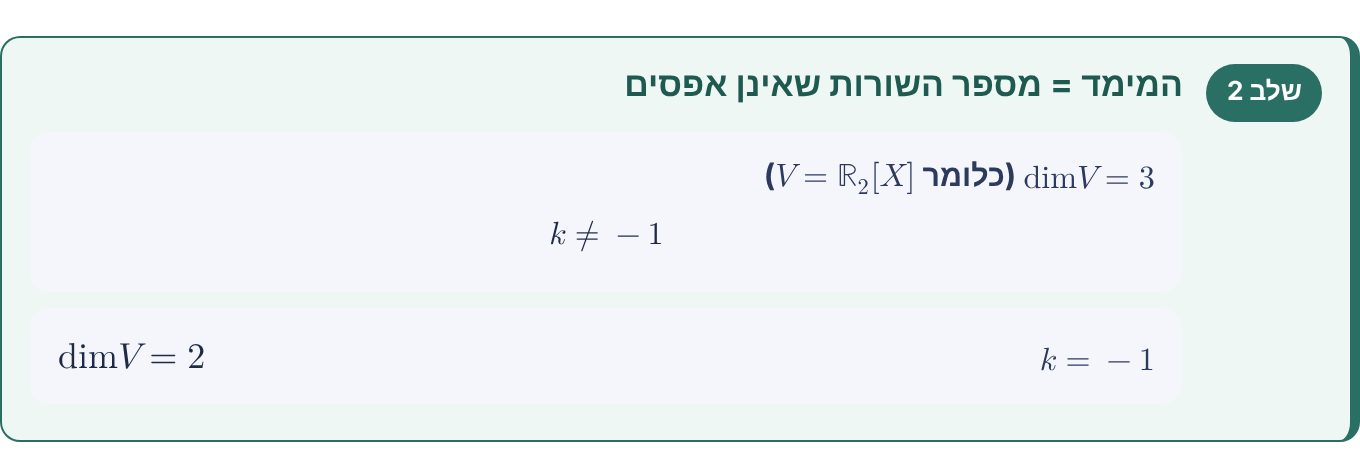 שלב 2
המימד = מספר השורות שאינן אפסים
dimV = 3 (כלומר V = ℝ₂[X])
k ≠ −1
k = −1
dimV = 2